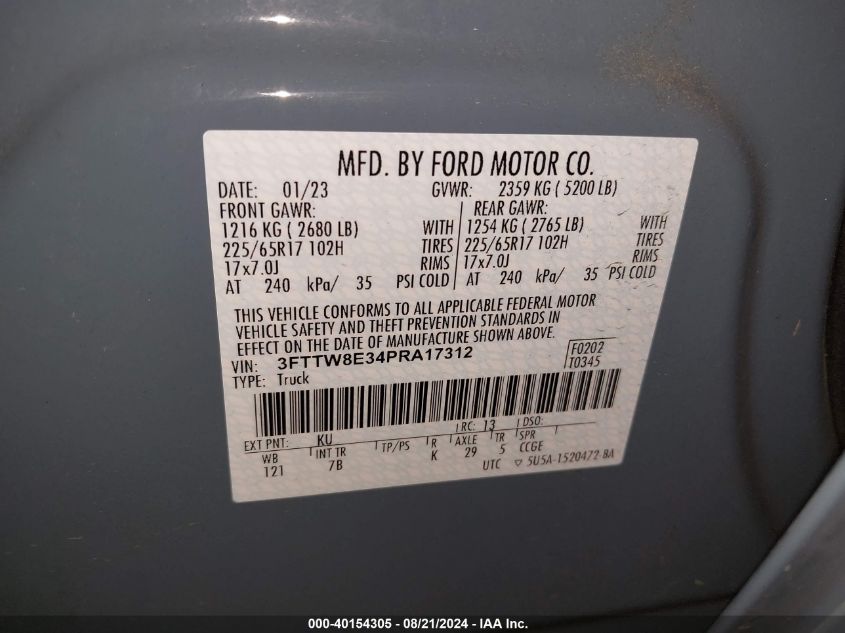 MFD. BY FORD MOTOR CO.
DATE: 01/23 GVWR: 2359 KG ( 5200 LB)
FRONT GAWR: REAR GAWR:
1216 KG ( 2680 LB) WITH 1254 KG ( 2765 LB) WITH
225/65R17 102H TIRES 225/65R17 102H TIRES
17x7.0J RIMS 17x7.0J RIMS
AT 240 kPa/ 35 PSI COLD AT 240 kPa/ 35 PSI COLD
THIS VEHICLE CONFORMS TO ALL APPLICABLE FEDERAL MOTOR
VEHICLE SAFETY AND THEFT PREVENTION STANDARDS IN
EFFECT ON THE DATE OF MANUFACTURE SHOWN ABOVE.
VIN: 3FTTW8E34PRA17312 F0202
TYPE: Truck T0345
EXT PNT: KU RC: 13 DSO:
WB INT TR TP/PS R AXLE TR SPR
121 7B K 29 5 CCGE
UTC ▽ 5U5A-1520472-BA
000-40154305 - 08/21/2024 - IAA Inc.